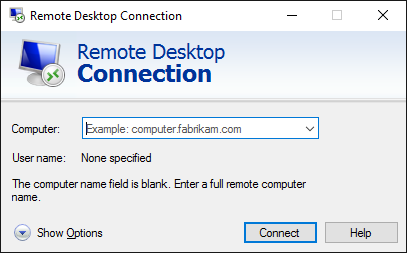 Remote Desktop Connection
Remote Desktop
Connection
Computer: Example: computer.fabrikam.com
User name: None specified
The computer name field is blank. Enter a full remote computer
name.
Show Options Connect Help